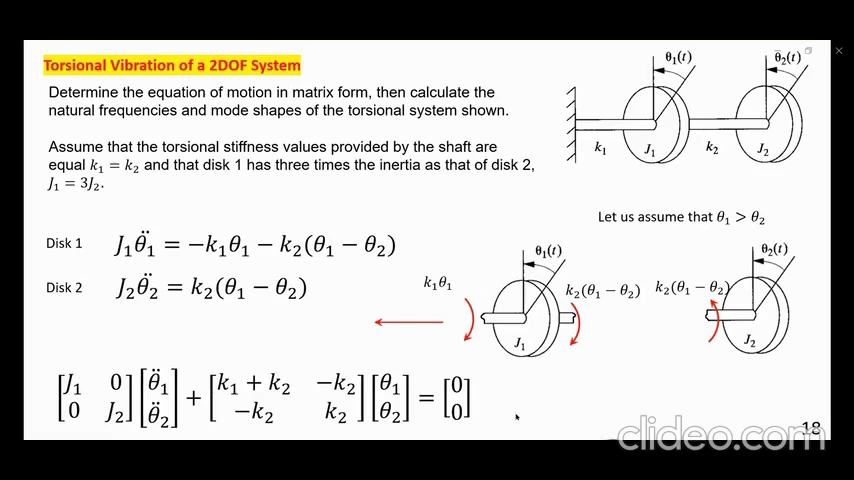 Torsional Vibration of a 2DOF System
Determine the equation of motion in matrix form, then calculate the
natural frequencies and mode shapes of the torsional system shown.
Assume that the torsional stiffness values provided by the shaft are
equal k₁ = k₂ and that disk 1 has three times the inertia as that of disk 2,
J₁ = 3J₂.
θ₁(t)
θ₂(t)
k₁
J₁
k₂
J₂
Let us assume that θ₁ > θ₂
Disk 1 J₁θ̈₁ = −k₁θ₁ − k₂(θ₁ − θ₂)
Disk 2 J₂θ̈₂ = k₂(θ₁ − θ₂)
θ₁(t)
θ₂(t)
k₁θ₁
k₂(θ₁ − θ₂)
k₂(θ₁ − θ₂)
J₁
J₂
[J₁ 0] [θ̈₁] + [k₁ + k₂ −k₂] [θ₁] = [0]
[0 J₂] [θ̈₂] [−k₂ k₂] [θ₂] [0]
18
clideo.com